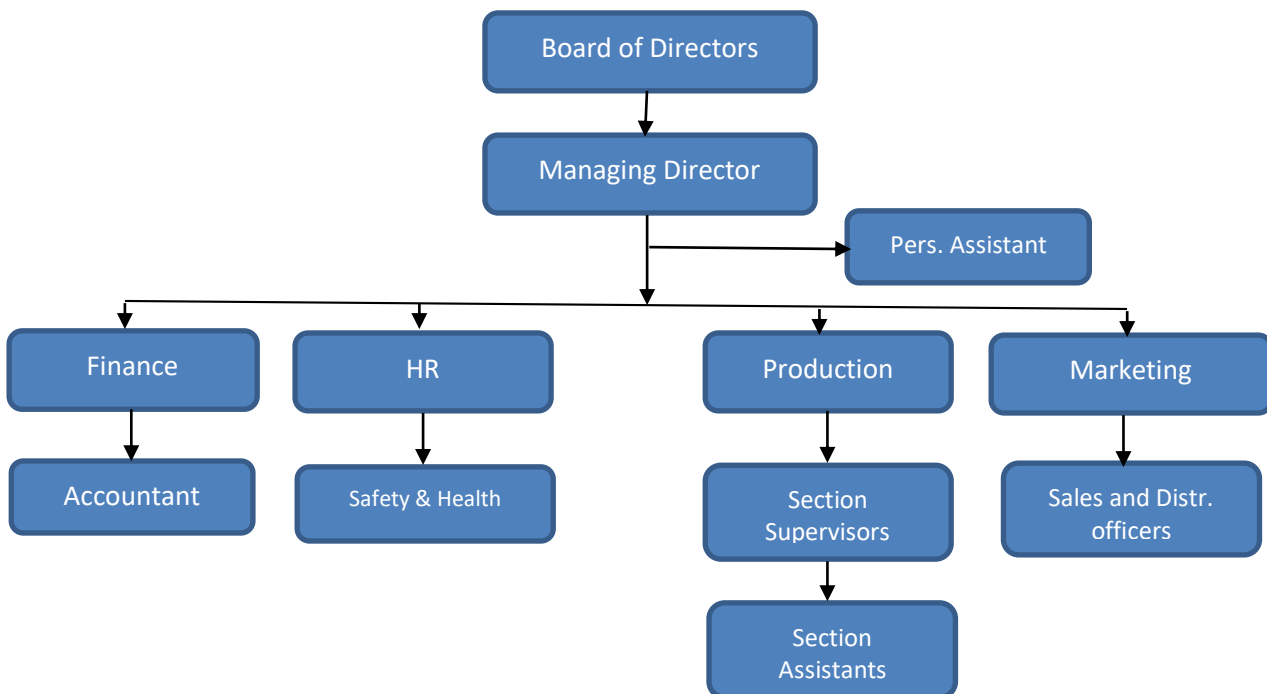 Board of Directors
Managing Director
Pers. Assistant
Finance
HR
Production
Marketing
Accountant
Safety & Health
Section
Supervisors
Sales and Distr.
officers
Section
Assistants